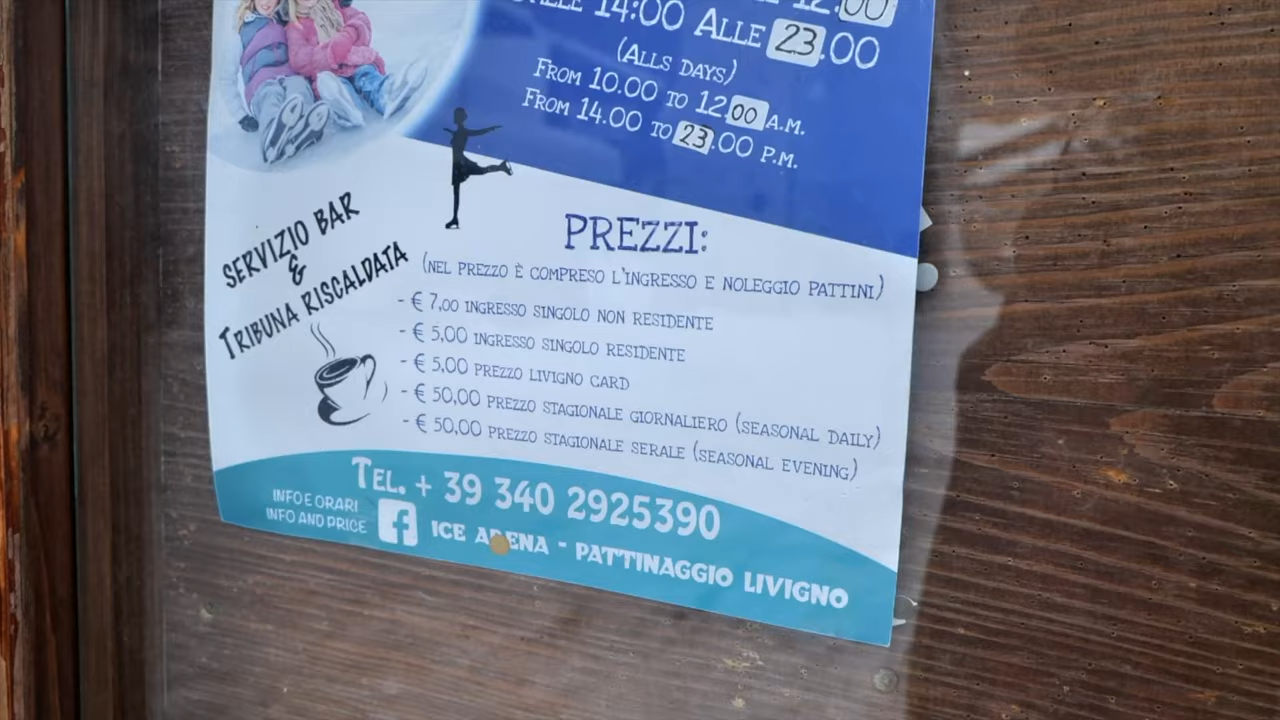 12:00
DALLE 14:00 ALLE 23.00
(ALLS DAYS)
FROM 10.00 TO 12.00 A.M.
FROM 14.00 TO 23.00 P.M.
SERVIZIO BAR
&
TRIBUNA RISCALDATA
PREZZI:
(NEL PREZZO È COMPRESO L'INGRESSO E NOLEGGIO PATTINI)
- € 7,00 INGRESSO SINGOLO NON RESIDENTE
- € 5,00 INGRESSO SINGOLO RESIDENTE
- € 5,00 PREZZO LIVIGNO CARD
- € 50,00 PREZZO STAGIONALE GIORNALIERO (SEASONAL DAILY)
- € 50,00 PREZZO STAGIONALE SERALE (SEASONAL EVENING)
TEL. + 39 340 2925390
INFO E ORARI
INFO AND PRICE
f ICE ARENA - PATTINAGGIO LIVIGNO